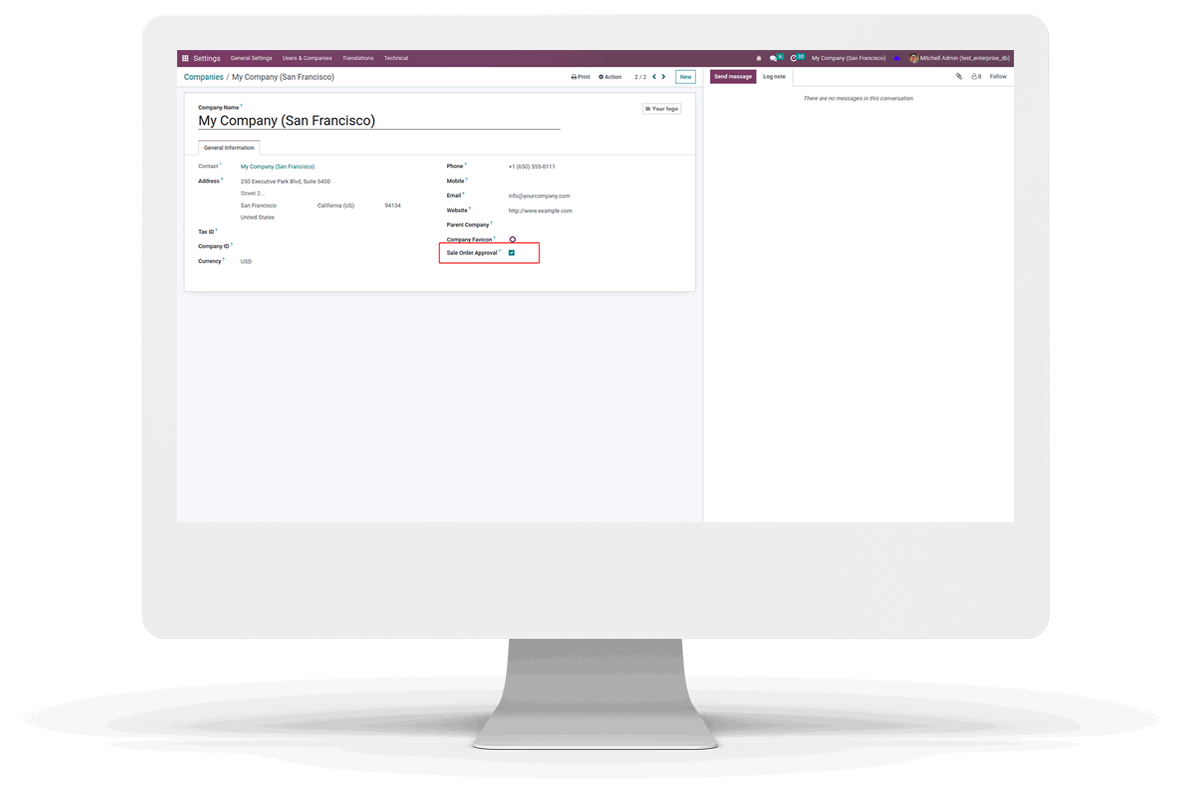 Settings General Settings Users & Companies Translations Technical 6 30 My Company (San Francisco) Mitchell Admin (test_enterprise_db)
Companies / My Company (San Francisco) Print Action 2 / 2 New Send message Log note 0 Follow
There are no messages in this conversation.
Company Name ?
Your logo
My Company (San Francisco)
General Information
Contact ? My Company (San Francisco) Phone ? +1 (650) 555-0111
Address ? 250 Executive Park Blvd, Suite 3400 Mobile ?
Street 2... Email ? info@yourcompany.com
San Francisco California (US) 94134 Website ? http://www.example.com
United States Parent Company ?
Tax ID ? Company Favicon ?
Company ID ? Sale Order Approval ?
Currency ? USD